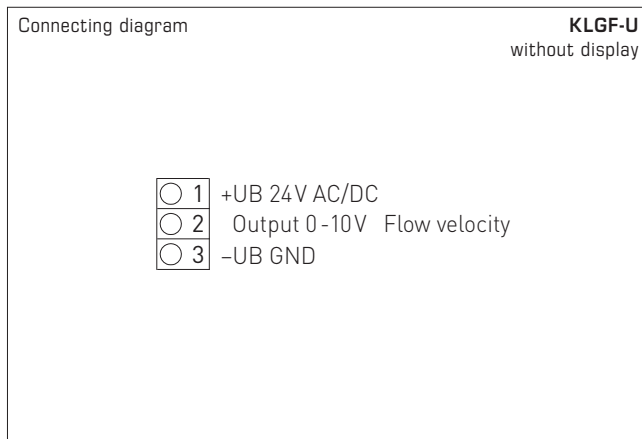 Connecting diagram KLGF-U
without display
1 +UB 24V AC/DC
2 Output 0-10V Flow velocity
3 –UB GND